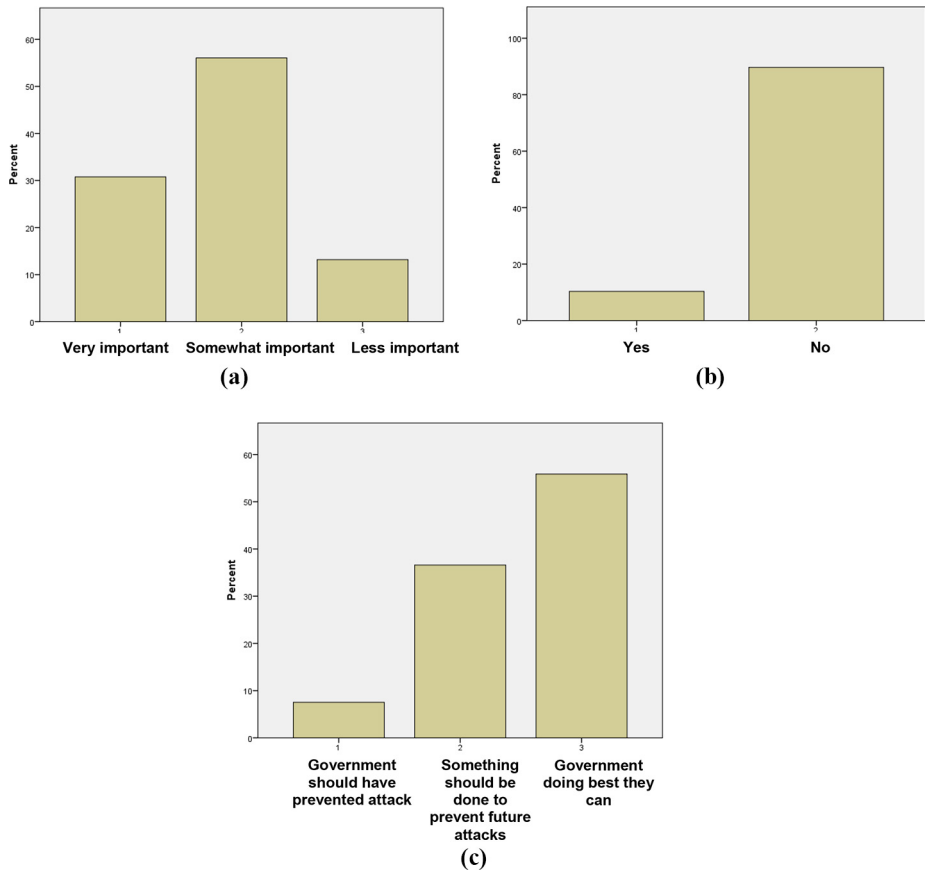 Percent
60
50
40
30
20
10
0
1 2 3
Very important Somewhat important Less important
(a)
Percent
100
80
60
40
20
0
1 2
Yes No
(b)
Percent
60
50
40
30
20
10
0
1 2 3
Government
should have
prevented attack
Something
should be
done to
prevent future
attacks
Government
doing best they
can
(c)